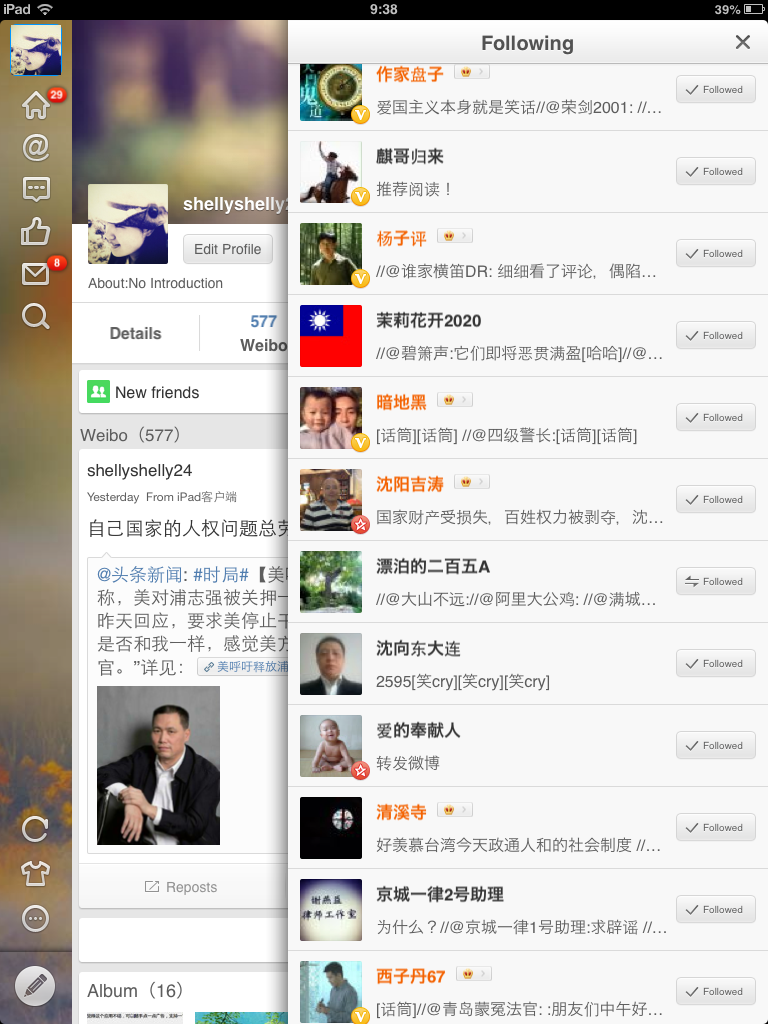 iPad
9:38
39%
29
8
shellyshelly2
Edit Profile
About:No Introduction
Details
577
Weibo
New friends
Weibo（577）
shellyshelly24
Yesterday From iPad客户端
自己国家的人权问题总
@头条新闻: #时局#【美
称，美对浦志强被关押一
昨天回应，要求美停止干
是否和我一样，感觉美方
官。”详见：
美呼吁释放浦
Reposts
Album（16）
Following
作家盘子
爱国主义本身就是笑话//@荣剑2001: //...
Followed
麒哥归来
推荐阅读！
Followed
杨子评
//@谁家横笛DR: 细细看了评论，偶陷...
Followed
茉莉花开2020
//@碧箫声:它们即将恶贯满盈[哈哈]//@...
Followed
暗地黑
[话筒][话筒] //@四级警长:[话筒][话筒]
Followed
沈阳吉涛
国家财产受损失，百姓权力被剥夺，沈...
Followed
漂泊的二百五A
//@大山不远://@阿里大公鸡: //@满城...
Followed
沈向东大连
2595[笑cry][笑cry][笑cry]
Followed
爱的奉献人
转发微博
Followed
清溪寺
好羡慕台湾今天政通人和的社会制度 //...
Followed
谢燕益
律师工作室
京城一律2号助理
为什么？//@京城一律1号助理:求辟谣 //...
Followed
西子丹67
[话筒]//@青岛蒙冤法官: :朋友们中午好...
Followed